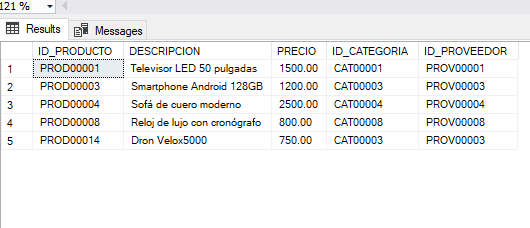 121 %
Results Messages
ID_PRODUCTO DESCRIPCION PRECIO ID_CATEGORIA ID_PROVEEDOR
1 PROD00001 Televisor LED 50 pulgadas 1500.00 CAT00001 PROV00001
2 PROD00003 Smartphone Android 128GB 1200.00 CAT00003 PROV00003
3 PROD00004 Sofá de cuero moderno 2500.00 CAT00004 PROV00004
4 PROD00008 Reloj de lujo con cronógrafo 800.00 CAT00008 PROV00008
5 PROD00014 Dron Velox5000 750.00 CAT00003 PROV00003